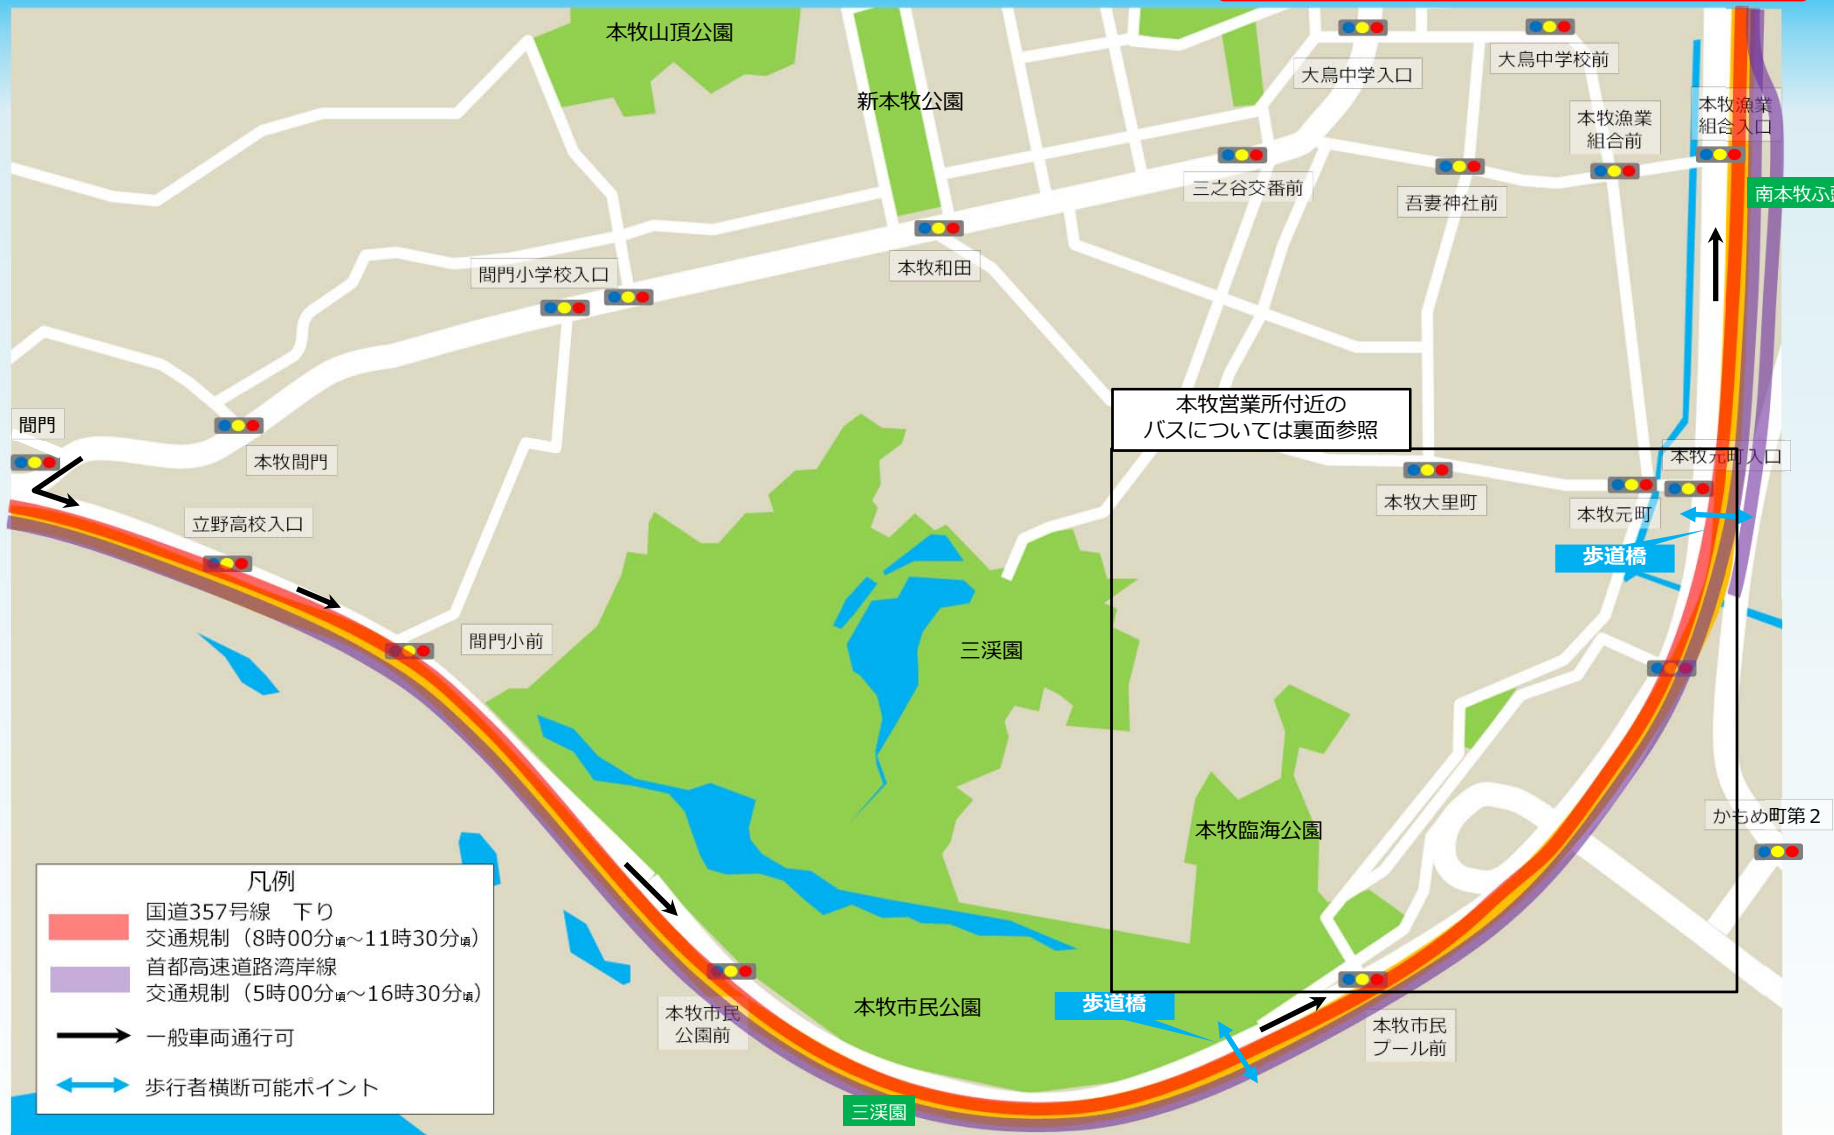 本牧山頂公園
新本牧公園
大鳥中学入口
大鳥中学校前
本牧漁業
組合前
本牧漁業
組合入口
三之谷交番前
吾妻神社前
南本牧ふ
間門小学校入口
本牧和田
間門
本牧間門
本牧営業所付近の
バスについては裏面参照
本牧元町入口
本牧大里町
本牧元町
立野高校入口
歩道橋
間門小前
三渓園
かもめ町第2
本牧臨海公園
凡例
国道357号線 下り
交通規制(8時00分頃~11時30分頃)
首都高速道路湾岸線
交通規制(5時00分頃~16時30分頃)
一般車両通行可
歩行者横断可能ポイント
本牧市民
公園前
本牧市民公園
歩道橋
本牧市民
プール前
三渓園